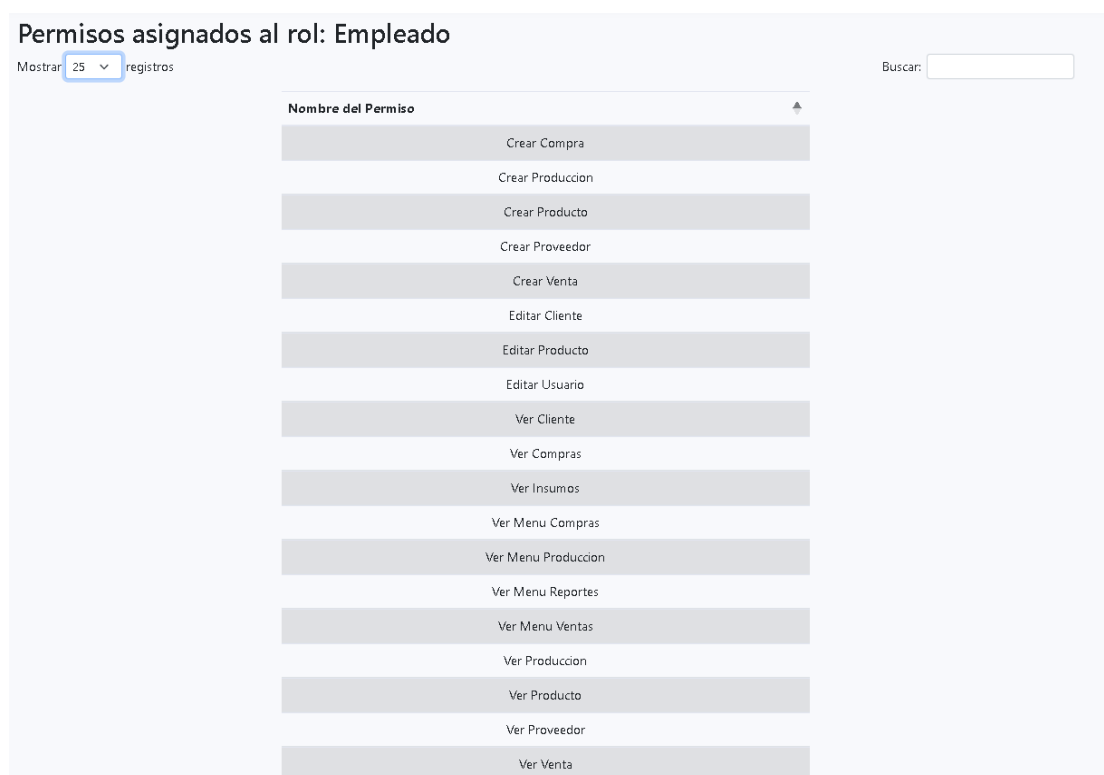 Permisos asignados al rol: Empleado
Mostrar 25 registros Buscar:
Nombre del Permiso
Crear Compra
Crear Produccion
Crear Producto
Crear Proveedor
Crear Venta
Editar Cliente
Editar Producto
Editar Usuario
Ver Cliente
Ver Compras
Ver Insumos
Ver Menu Compras
Ver Menu Produccion
Ver Menu Reportes
Ver Menu Ventas
Ver Produccion
Ver Producto
Ver Proveedor
Ver Venta